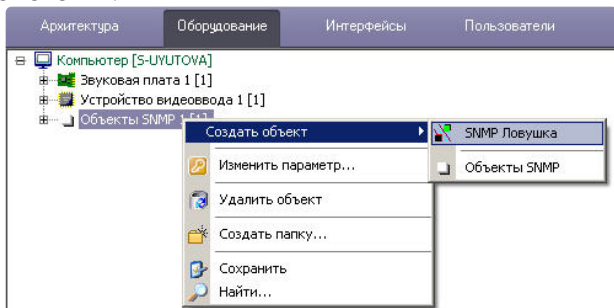 Архитектура Оборудование Интерфейсы Пользователи
Компьютер [S-UYUTOVA]
Звуковая плата 1 [1]
Устройство видеоввода 1 [1]
Объекты SNMP 1 [1]
Создать объект SNMP Ловушка
Изменить параметр... Объекты SNMP
Удалить объект
Создать папку...
Сохранить
Найти...